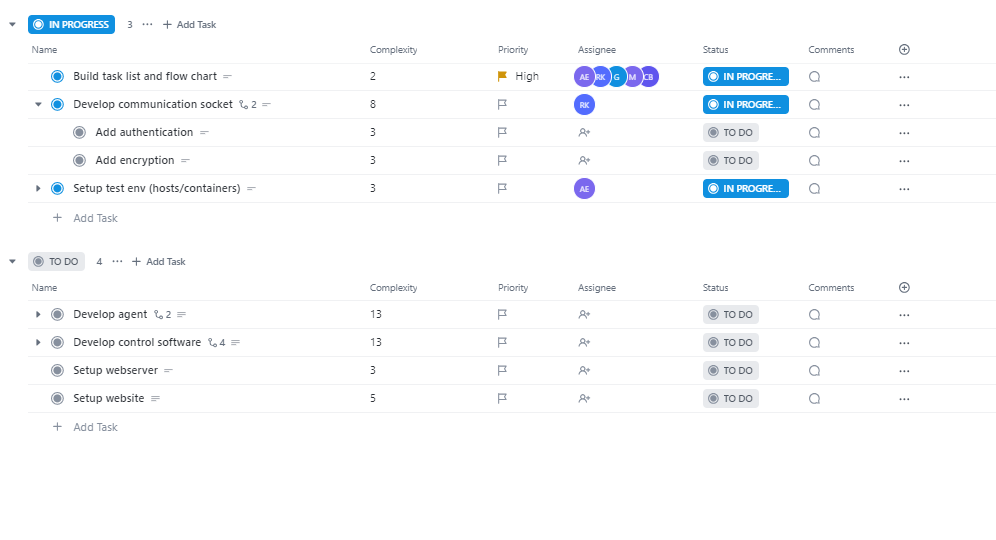 IN PROGRESS 3 ... + Add Task
Name Complexity Priority Assignee Status Comments
Build task list and flow chart 2 High AE RK G M CB IN PROGRE...
Develop communication socket 2 8 RK IN PROGRE...
Add authentication 3 TO DO
Add encryption 3 TO DO
Setup test env (hosts/containers) 3 AE IN PROGRE...
+ Add Task
TO DO 4 ... + Add Task
Name Complexity Priority Assignee Status Comments
Develop agent 2 13 TO DO
Develop control software 4 13 TO DO
Setup webserver 3 TO DO
Setup website 5 TO DO
+ Add Task